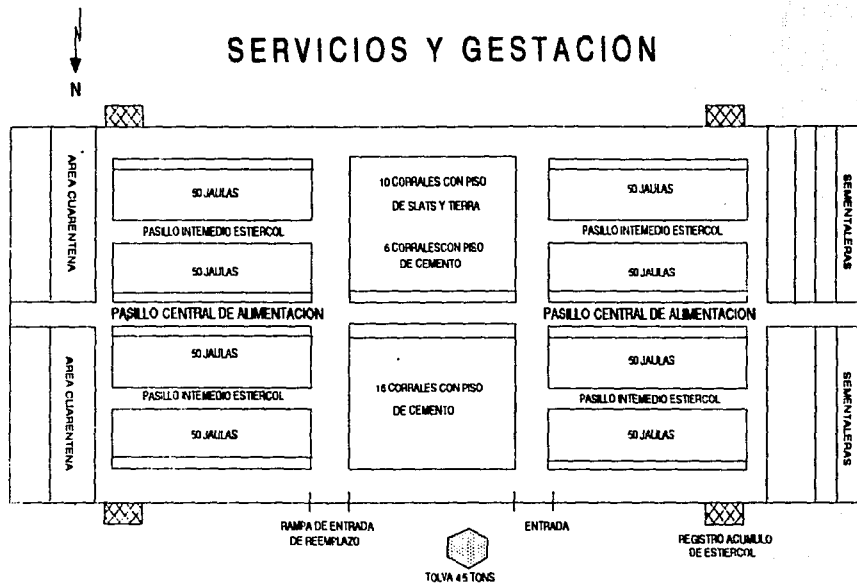 SERVICIOS Y GESTACION
N
AREA CUARENTENA
50 JAULAS
PASILLO INTEMEDIO ESTIERCOL
50 JAULAS
10 CORRALES CON PISO
DE SLATS Y TIERRA
6 CORRALESCON PISO
DE CEMENTO
50 JAULAS
PASILLO INTEMEDIO ESTIERCOL
50 JAULAS
SEMENTALERAS
PASILLO CENTRAL DE ALIMENTACION
PASILLO CENTRAL DE ALIMENTACION
AREA CUARENTENA
50 JAULAS
PASILLO INTEMEDIO ESTIERCOL
50 JAULAS
16 CORRALES CON PISO
DE CEMENTO
50 JAULAS
PASILLO INTEMEDIO ESTIERCOL
50 JAULAS
SEMENTALERAS
RAMPA DE ENTRADA
DE REEMPLAZO
ENTRADA
REGISTRO ACUMULO
DE ESTIERCOL
TOLVA 4.5 TONS